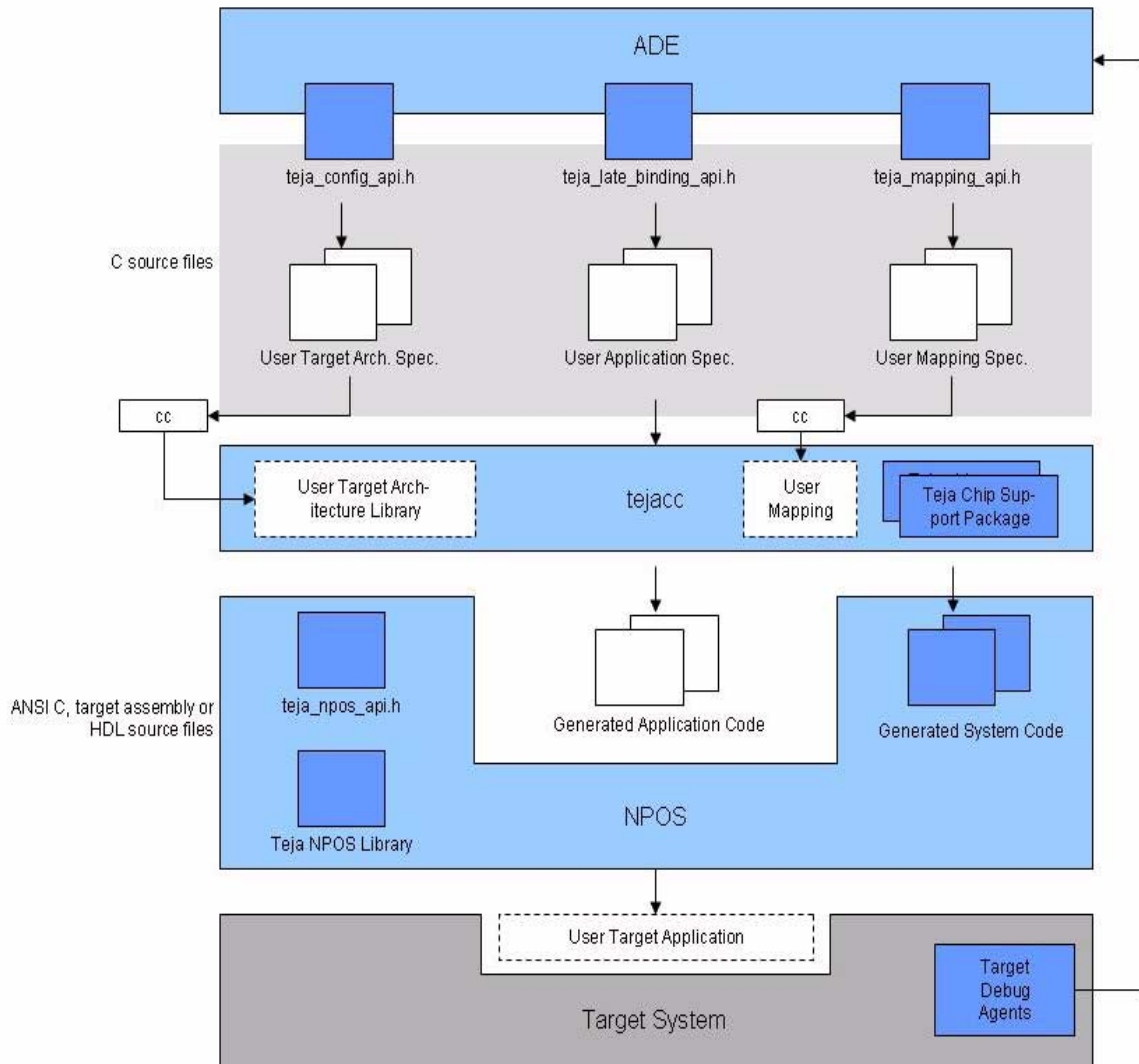 ADE
teja_config_api.h
teja_late_binding_api.h
teja_mapping_api.h
C source files
User Target Arch. Spec.
User Application Spec.
User Mapping Spec.
cc
cc
User Target Arch-
itecture Library
tejacc
User
Mapping
Teja Chip Sup-
port Package
ANSI C, target assembly or
HDL source files
teja_npos_api.h
Generated Application Code
Generated System Code
Teja NPOS Library
NPOS
User Target Application
Target System
Target
Debug
Agents